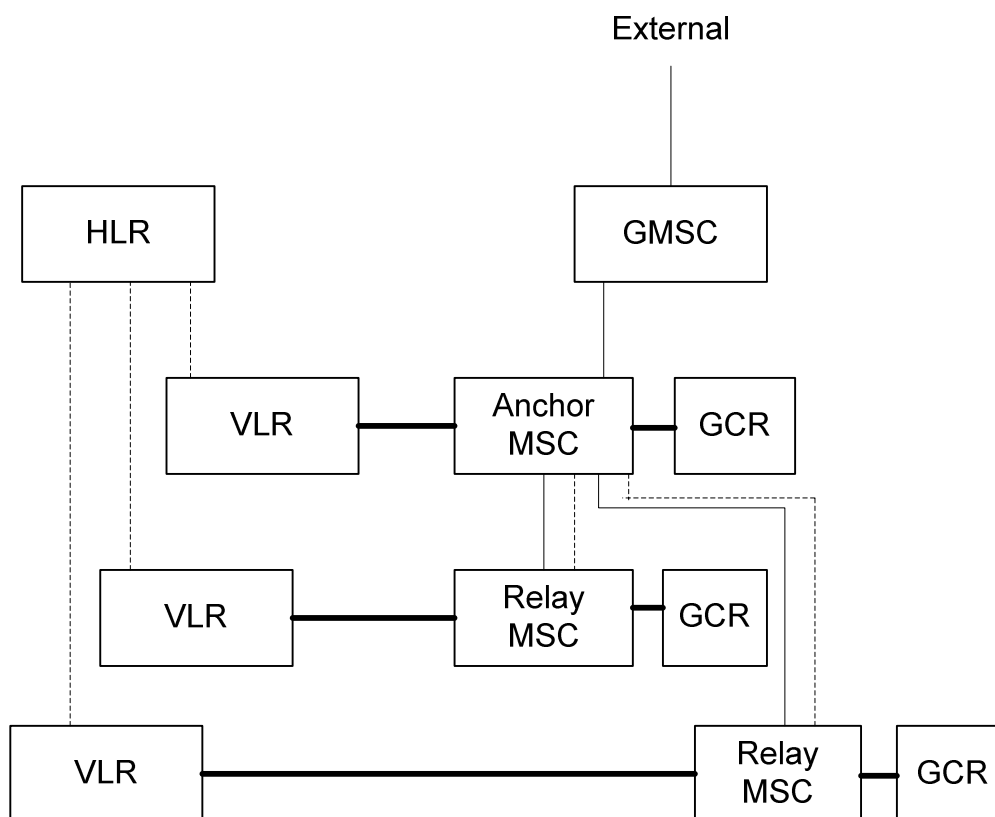 External
HLR
GMSC
VLR
Anchor
MSC
GCR
VLR
Relay
MSC
GCR
VLR
Relay
MSC
GCR